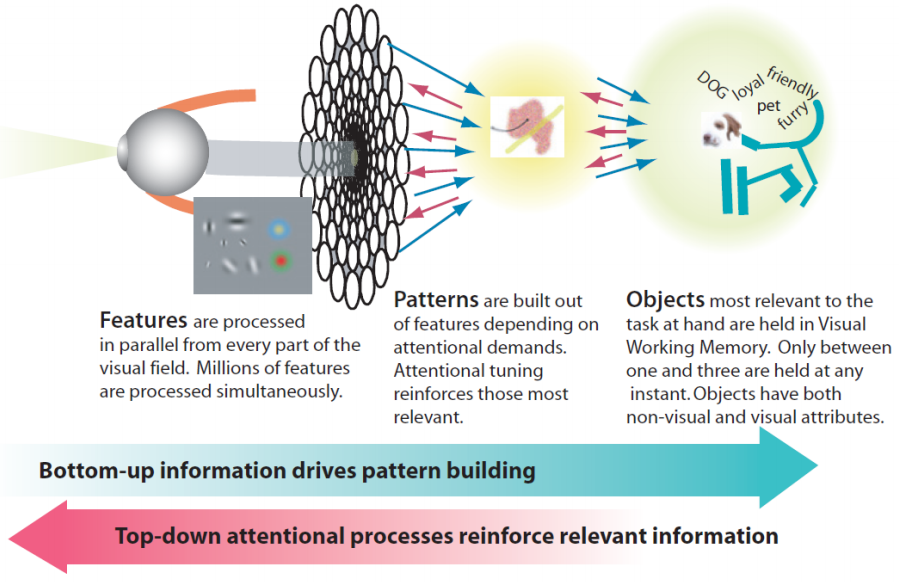 DOG
loyal
friendly
pet
furry
Features are processed
in parallel from every part of the
visual field. Millions of features
are processed simultaneously.
Patterns are built out
of features depending on
attentional demands.
Attentional tuning
reinforces those most
relevant.
Objects most relevant to the
task at hand are held in Visual
Working Memory. Only between
one and three are held at any
instant. Objects have both
non-visual and visual attributes.
Bottom-up information drives pattern building
Top-down attentional processes reinforce relevant information